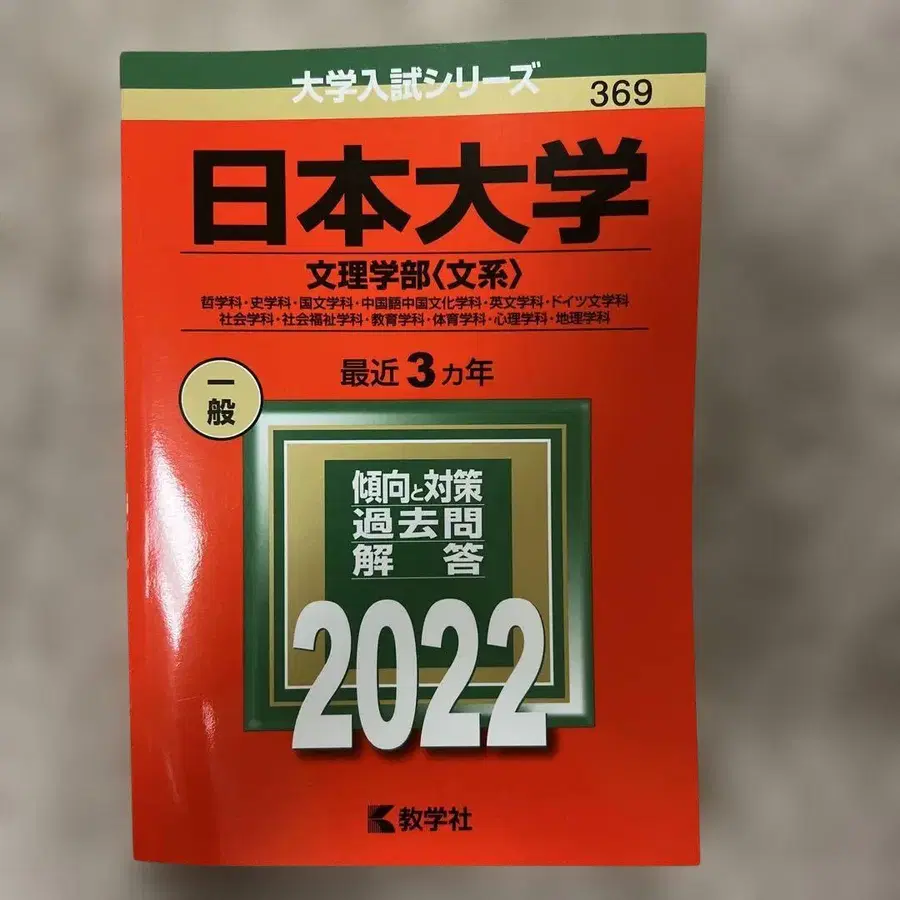 大学入試シリーズ
369
日本大学
文理学部〈文系〉
哲学科・史学科・国文学科・中国語中国文化学科・英文学科・ドイツ文学科
社会学科・社会福祉学科・教育学科・体育学科・心理学科・地理学科
最近3カ年
一般
傾向と対策
過去問
解答
2022
教学社